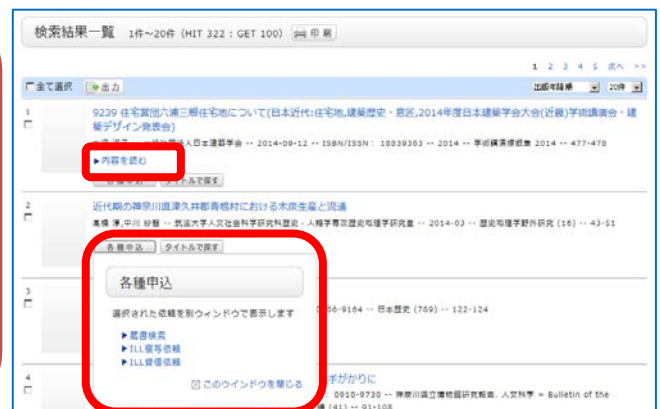 検索結果一覧 1件～20件 (HIT 322 : GET 100) 印刷
1 2 3 4 5 次へ >>
全て選択 出力 出版年降順 20件
1
9239 住宅営団六浦三艘住宅地について(日本近代:住宅地,建築歴史・意匠,2014年度日本建築学会大会(近畿)学術講演会・建
築デザイン発表会)
法人日本建築学会 -- 2014-09-12 -- ISBN/ISSN: 18839363 -- 2014 -- 学術講演梗概集 2014 -- 477-478
▶内容を読む
タイトルで探す
2
近代期の神奈川県津久井郡青根村における木炭生産と流通
中川 紗智 -- 筑波大学人文社会科学研究科歴史・人類学専攻歴史地理学研究室 -- 2014-03 -- 歴史地理学野外研究 (16) -- 43-51
各種申込 タイトルで探す
各種申込
選択された依頼を別ウィンドウで表示します
3
-9164 -- 日本歴史 (789) -- 122-124
▶蔵書検索
▶ILL複写依頼
▶ILL貸借依頼
このウインドウを閉じる
4
手がかりに
: 0910-9730 -- 神奈川県立博物館研究報告. 人文科学 = Bulletin of the
(41) -- 91-108